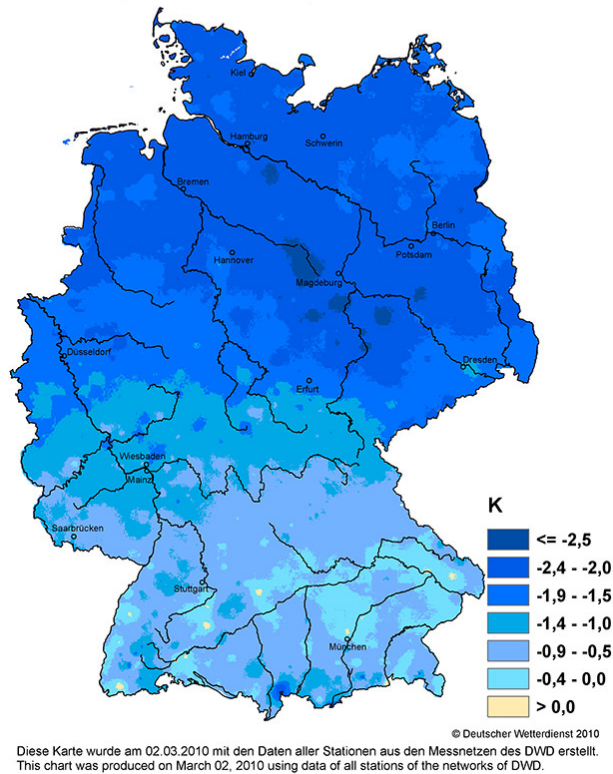 Kiel
Hamburg
Schwerin
Bremen
Berlin
Hannover
Potsdam
Magdeburg
Düsseldorf
Dresden
Erfurt
Wiesbaden
Mainz
Saarbrücken
Stuttgart
München
K
<= -2,5
-2,4 - -2,0
-1,9 - -1,5
-1,4 - -1,0
-0,9 - -0,5
-0,4 - 0,0
> 0,0
© Deutscher Wetterdienst 2010
Diese Karte wurde am 02.03.2010 mit den Daten aller Stationen aus den Messnetzen des DWD erstellt.
This chart was produced on March 02, 2010 using data of all stations of the networks of DWD.